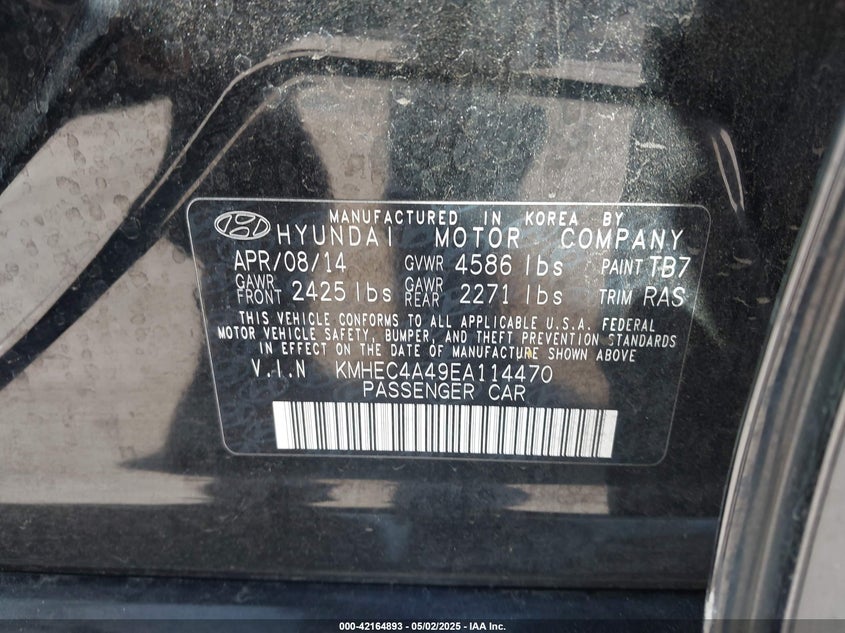 MANUFACTURED IN KOREA BY
HYUNDAI MOTOR COMPANY
APR/08/14 GVWR 4586 lbs PAINT TB7
GAWR FRONT 2425 lbs GAWR REAR 2271 lbs TRIM RAS
THIS VEHICLE CONFORMS TO ALL APPLICABLE U.S.A. FEDERAL
MOTOR VEHICLE SAFETY, BUMPER, AND THEFT PREVENTION STANDARDS
IN EFFECT ON THE DATE OF MANUFACTURE SHOWN ABOVE
V.I.N KMHEC4A49EA114470
PASSENGER CAR
000-42164893 - 05/02/2025 - IAA Inc.